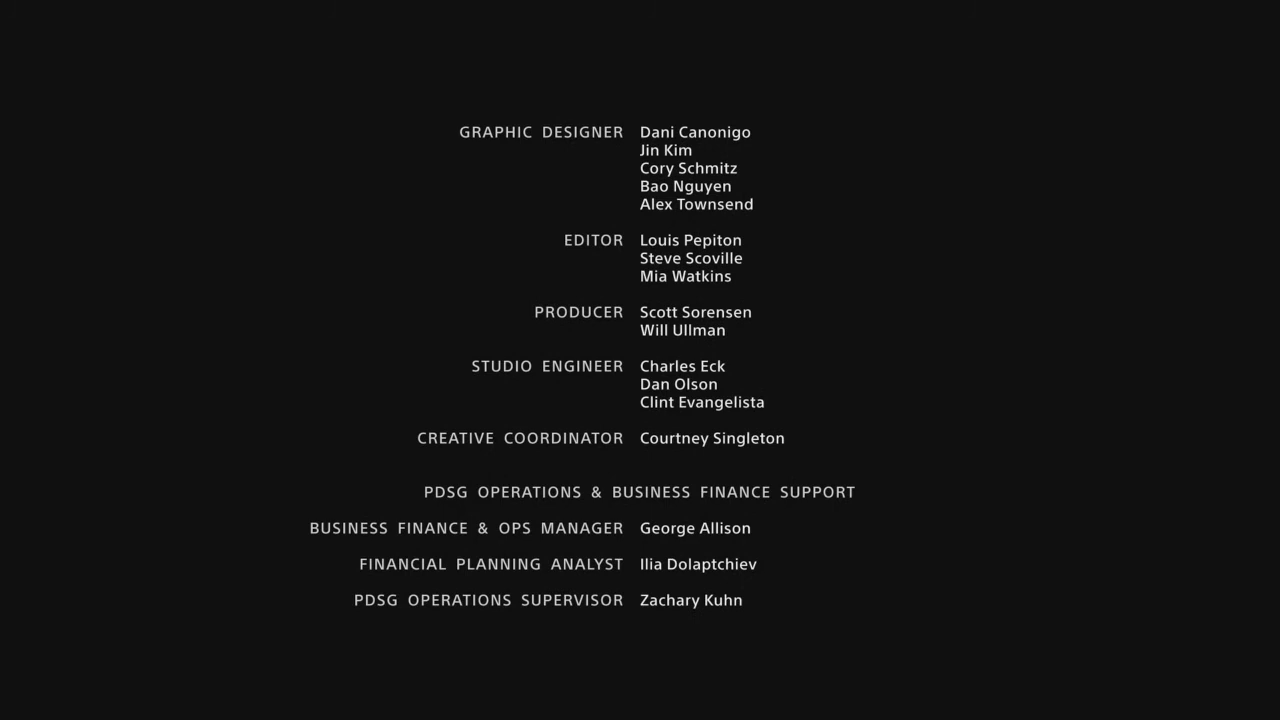 GRAPHIC DESIGNER Dani Canonigo
Jin Kim
Cory Schmitz
Bao Nguyen
Alex Townsend
EDITOR Louis Pepiton
Steve Scoville
Mia Watkins
PRODUCER Scott Sorensen
Will Ullman
STUDIO ENGINEER Charles Eck
Dan Olson
Clint Evangelista
CREATIVE COORDINATOR Courtney Singleton
PDSG OPERATIONS & BUSINESS FINANCE SUPPORT
BUSINESS FINANCE & OPS MANAGER George Allison
FINANCIAL PLANNING ANALYST Ilia Dolaptchiev
PDSG OPERATIONS SUPERVISOR Zachary Kuhn